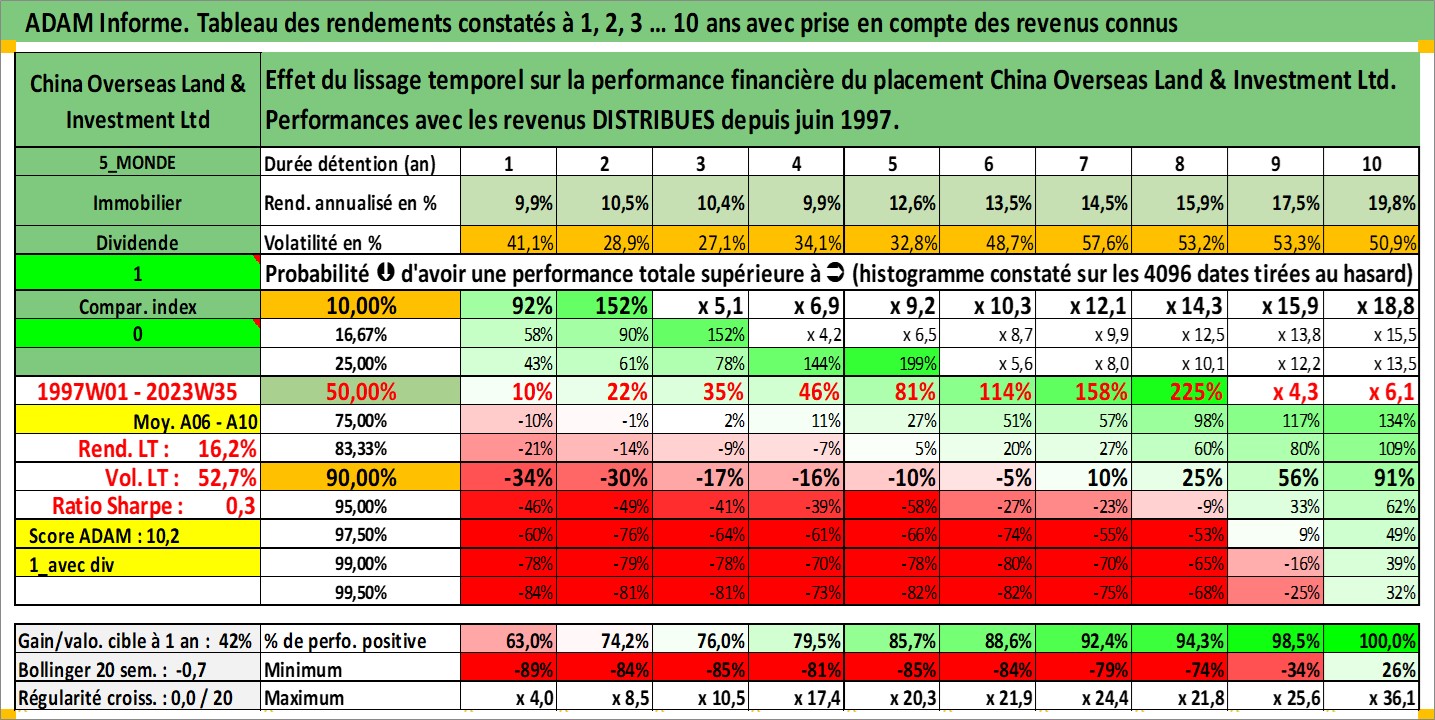 ADAM Informe. Tableau des rendements constatés à 1, 2, 3 ... 10 ans avec prise en compte des revenus connus
China Overseas Land & Investment Ltd
Effet du lissage temporel sur la performance financière du placement China Overseas Land & Investment Ltd.
Performances avec les revenus DISTRIBUES depuis juin 1997.
5_MONDE Durée détention (an) 1 2 3 4 5 6 7 8 9 10
Immobilier Rend. annualisé en % 9,9% 10,5% 10,4% 9,9% 12,6% 13,5% 14,5% 15,9% 17,5% 19,8%
Dividende Volatilité en % 41,1% 28,9% 27,1% 34,1% 32,8% 48,7% 57,6% 53,2% 53,3% 50,9%
1 Probabilité ⬇ d'avoir une performance totale supérieure à ➲ (histogramme constaté sur les 4096 dates tirées au hasard)
Compar. index 10,00% 92% 152% x 5,1 x 6,9 x 9,2 x 10,3 x 12,1 x 14,3 x 15,9 x 18,8
0 16,67% 58% 90% 152% x 4,2 x 6,5 x 8,7 x 9,9 x 12,5 x 13,8 x 15,5
25,00% 43% 61% 78% 144% 199% x 5,6 x 8,0 x 10,1 x 12,2 x 13,5
1997W01 - 2023W35 50,00% 10% 22% 35% 46% 81% 114% 158% 225% x 4,3 x 6,1
Moy. A06 - A10 75,00% -10% -1% 2% 11% 27% 51% 57% 98% 117% 134%
Rend. LT : 16,2% 83,33% -21% -14% -9% -7% 5% 20% 27% 60% 80% 109%
Vol. LT : 52,7% 90,00% -34% -30% -17% -16% -10% -5% 10% 25% 56% 91%
Ratio Sharpe : 0,3 95,00% -46% -49% -41% -39% -58% -27% -23% -9% 33% 62%
Score ADAM : 10,2 97,50% -60% -76% -64% -61% -66% -74% -55% -53% 9% 49%
1_avec div 99,00% -78% -79% -78% -70% -78% -80% -70% -65% -16% 39%
99,50% -84% -81% -81% -73% -82% -82% -75% -68% -25% 32%
Gain/valo. cible à 1 an : 42% % de perfo. positive 63,0% 74,2% 76,0% 79,5% 85,7% 88,6% 92,4% 94,3% 98,5% 100,0%
Bollinger 20 sem. : -0,7 Minimum -89% -84% -85% -81% -85% -84% -79% -74% -34% 26%
Régularité croiss. : 0,0 / 20 Maximum x 4,0 x 8,5 x 10,5 x 17,4 x 20,3 x 21,9 x 24,4 x 21,8 x 25,6 x 36,1